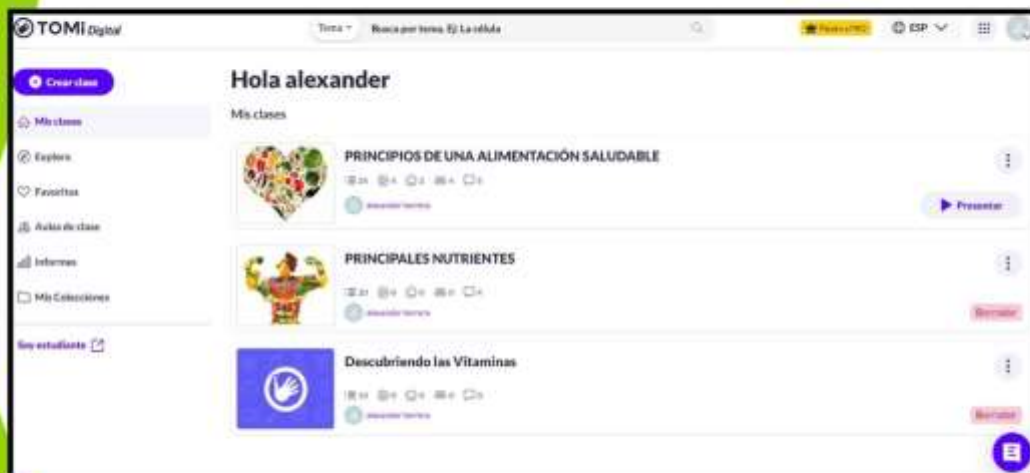 TOMi Digital
Tema
Busca por tema. Ej: La célula
Pásate a PRO
ESP
Crear clase
Hola alexander
Mis clases
Mis clases
PRINCIPIOS DE UNA ALIMENTACIÓN SALUDABLE
Explora
Favoritos
Presentar
Aulas de clase
Informes
PRINCIPALES NUTRIENTES
Mis Colecciones
Borrador
Soy estudiante
Descubriendo las Vitaminas
Borrador